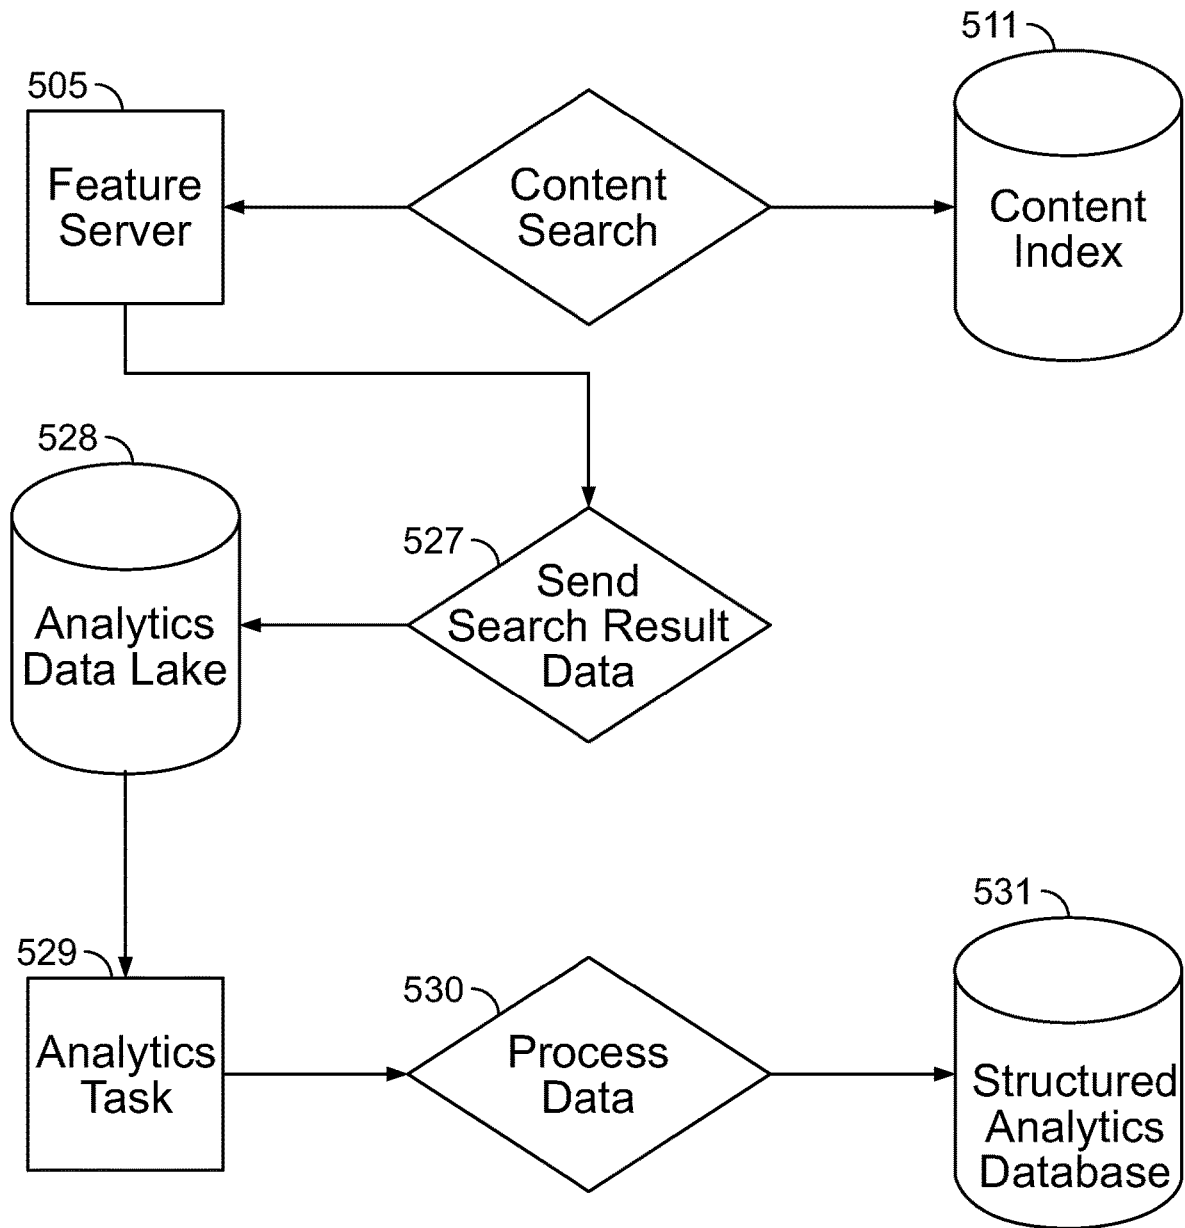 511
505
Feature
Server
Content
Search
Content
Index
528
527
Send
Search Result
Data
Analytics
Data Lake
531
529
530
Analytics
Task
Process
Data
Structured
Analytics
Database